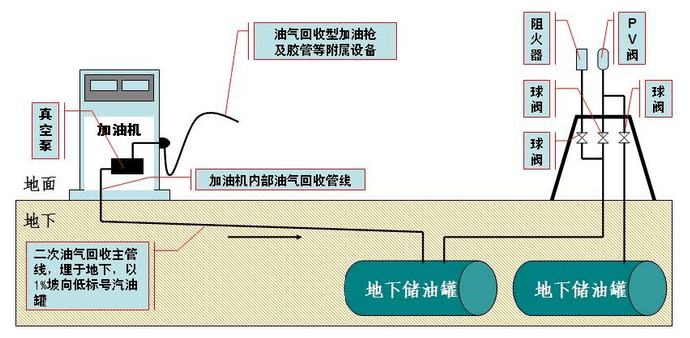 油气回收型加油枪
及胶管等附属设备
阻火器
PV阀
真空泵
加油机
球阀
球阀
球阀
加油机内部油气回收管线
地面
地下
二次油气回收主管
线，埋于地下，以
1%坡向低标号汽油
罐
地下储油罐
地下储油罐